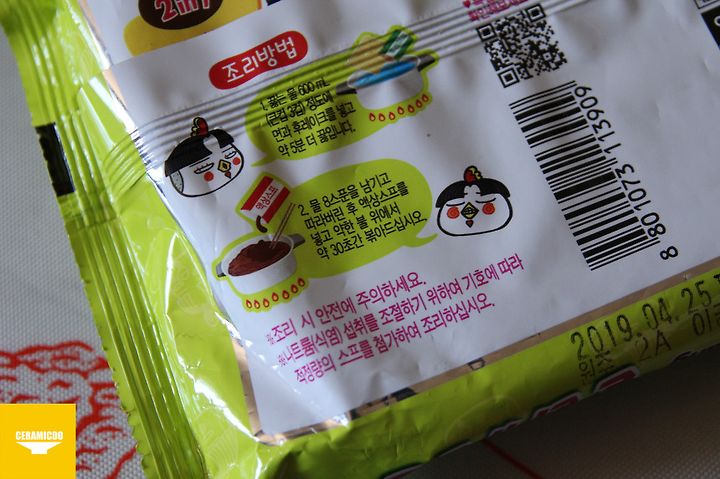 조리방법
1. 끓는 물 600 mL
(큰컵 3컵) 정도에
면과 후레이크를 넣고
약 5분 더 끓입니다.
액상스프
2. 물 8스푼을 남기고
따라버린 후 액상스프를
넣고 약한 불 위에서
약 30초간 볶아드십시오.
※조리 시 안전에 주의하세요.
※나트륨(식염) 섭취를 조절하기 위하여 기호에 따라
적정량의 스프를 첨가하여 조리하십시오.
8 801073 113909
2019.04.25
2A
CERAMICDO